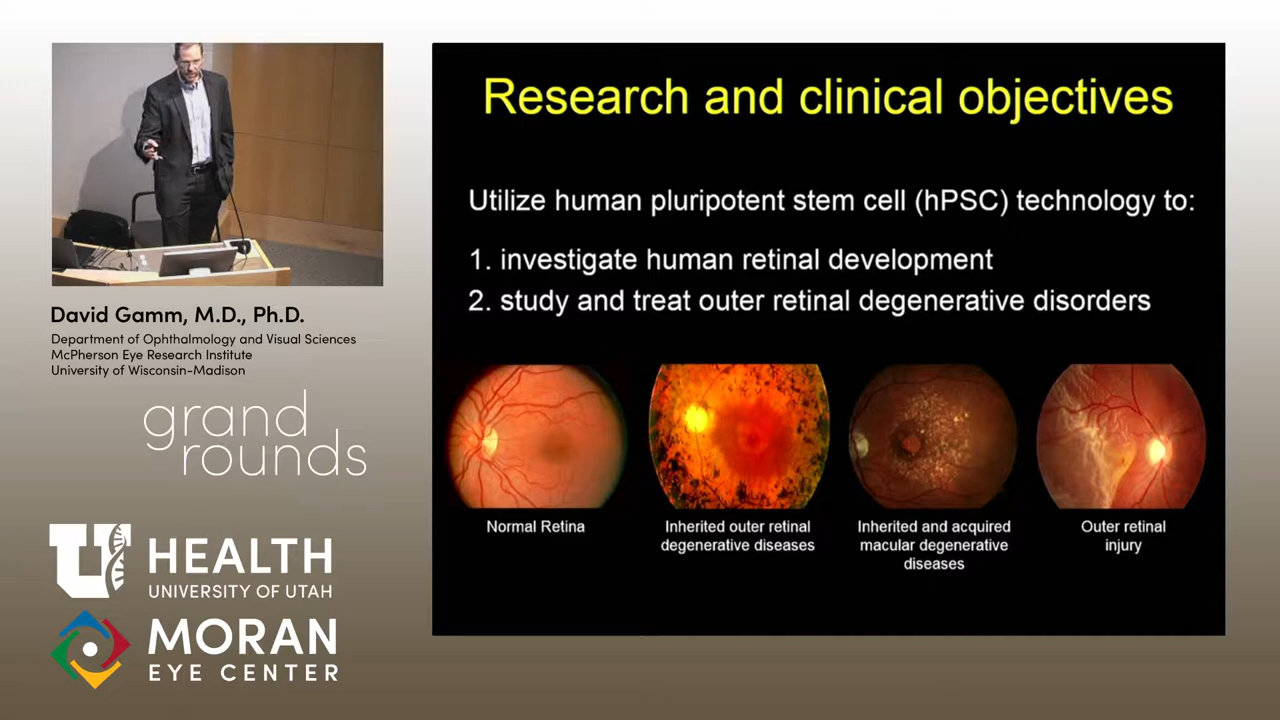 David Gamm, M.D., Ph.D.
Department of Ophthalmology and Visual Sciences
McPherson Eye Research Institute
University of Wisconsin-Madison
grand
rounds
U HEALTH
UNIVERSITY OF UTAH
MORAN
EYE CENTER
Research and clinical objectives
Utilize human pluripotent stem cell (hPSC) technology to:
1. investigate human retinal development
2. study and treat outer retinal degenerative disorders
Normal Retina
Inherited outer retinal
degenerative diseases
Inherited and acquired
macular degenerative
diseases
Outer retinal
injury